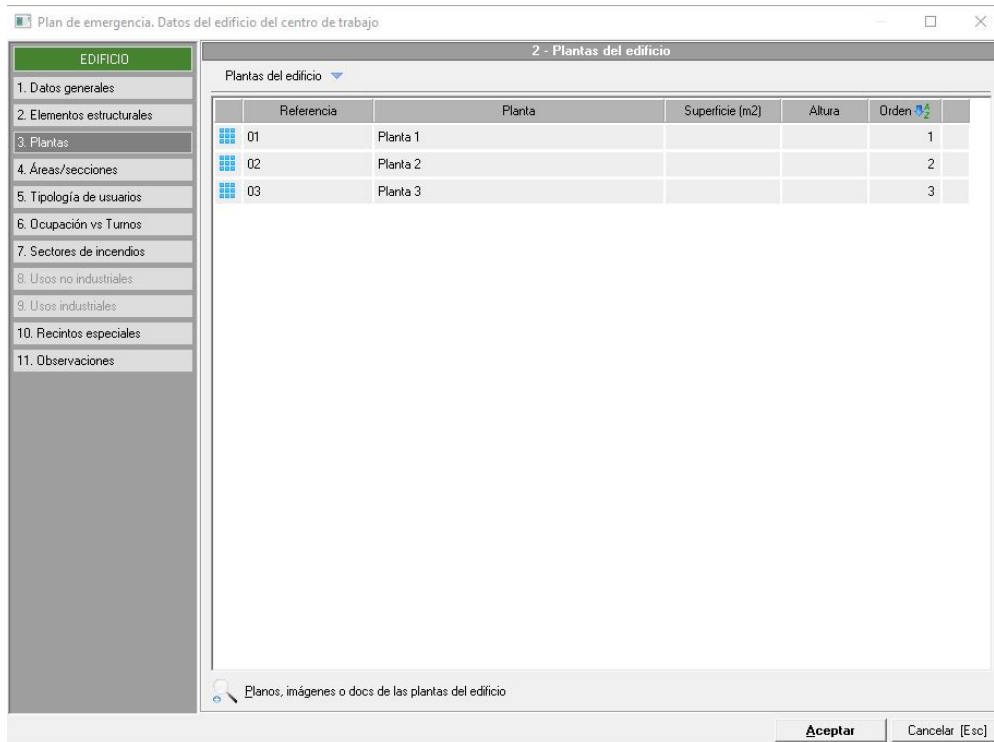 Plan de emergencia. Datos del edificio del centro de trabajo
EDIFICIO
1. Datos generales
2. Elementos estructurales
3. Plantas
4. Áreas/secciones
5. Tipología de usuarios
6. Ocupación vs Turnos
7. Sectores de incendios
8. Usos no industriales
9. Usos industriales
10. Recintos especiales
11. Observaciones
2 - Plantas del edificio
Plantas del edificio
Referencia Planta Superficie (m2) Altura Orden
01 Planta 1 1
02 Planta 2 2
03 Planta 3 3
Planos, imágenes o docs de las plantas del edificio
Aceptar Cancelar [Esc]